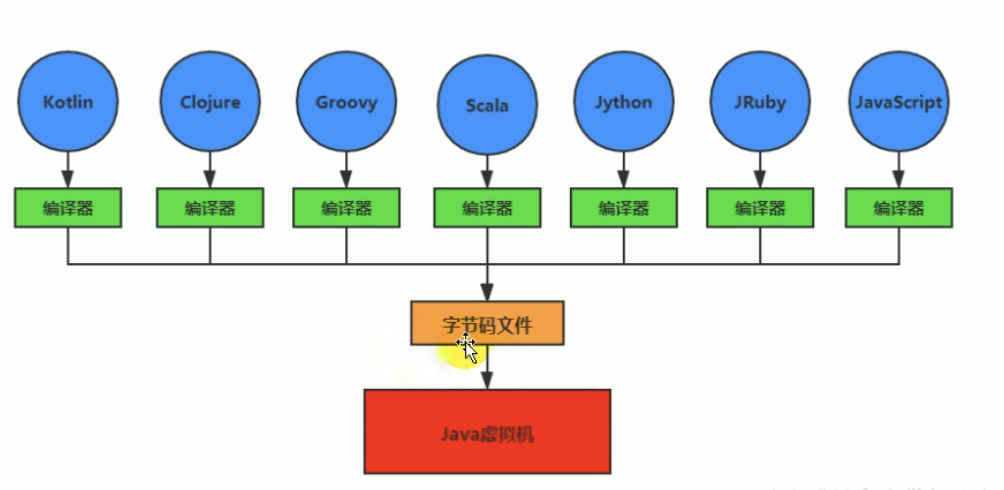 Kotlin
Clojure
Groovy
Scala
Jython
JRuby
JavaScript
编译器
编译器
编译器
编译器
编译器
编译器
编译器
字节码文件
Java虚拟机